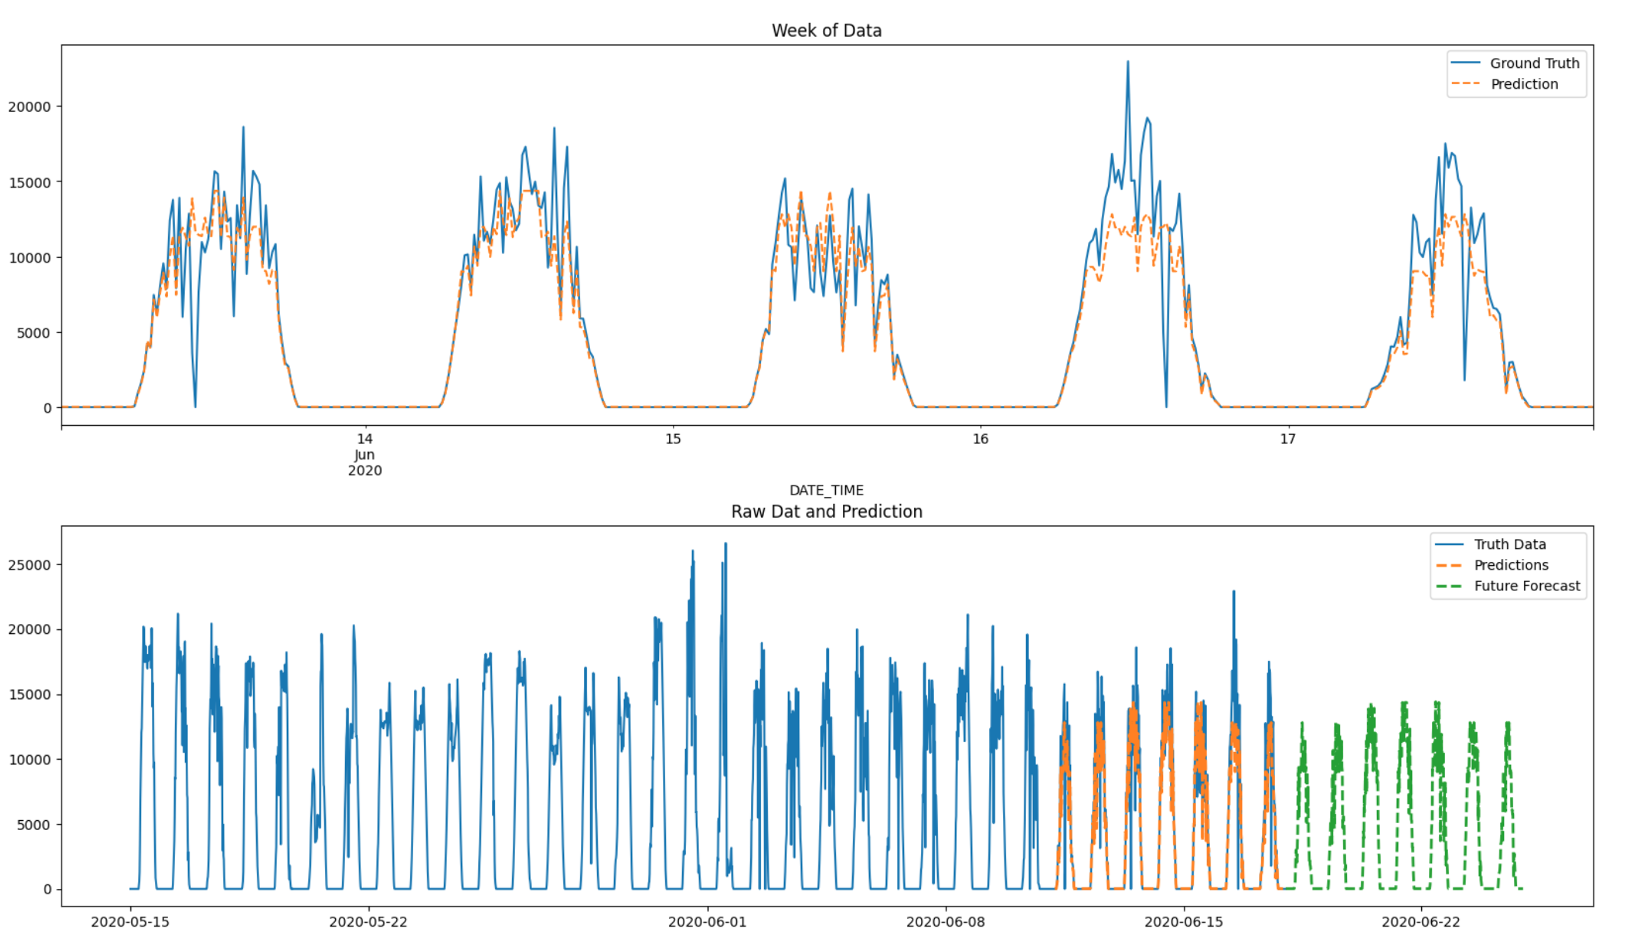 Week of Data
Ground Truth
Prediction
20000
15000
10000
5000
0
14
15
16
17
Jun
2020
DATE_TIME
Raw Dat and Prediction
Truth Data
Predictions
Future Forecast
25000
20000
15000
10000
5000
0
2020-05-15
2020-05-22
2020-06-01
2020-06-08
2020-06-15
2020-06-22